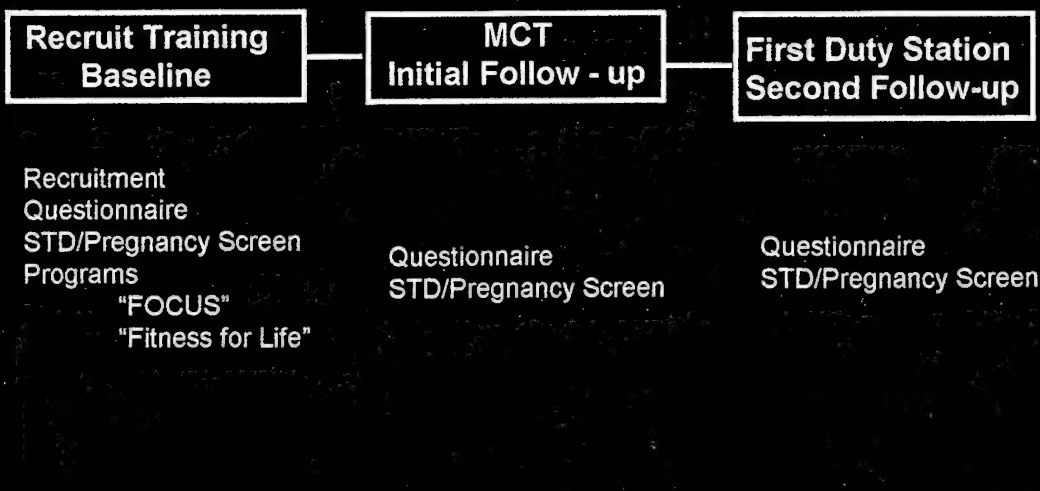 Recruit Training
Baseline
MCT
Initial Follow - up
First Duty Station
Second Follow-up
Recruitment
Questionnaire
STD/Pregnancy Screen
Programs
"FOCUS"
"Fitness for Life"
Questionnaire
STD/Pregnancy Screen
Questionnaire
STD/Pregnancy Screen